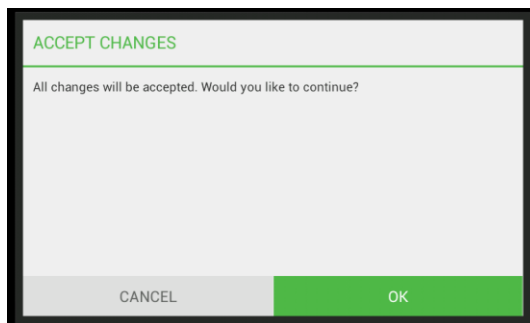 ACCEPT CHANGES
All changes will be accepted. Would you like to continue?
CANCEL
OK